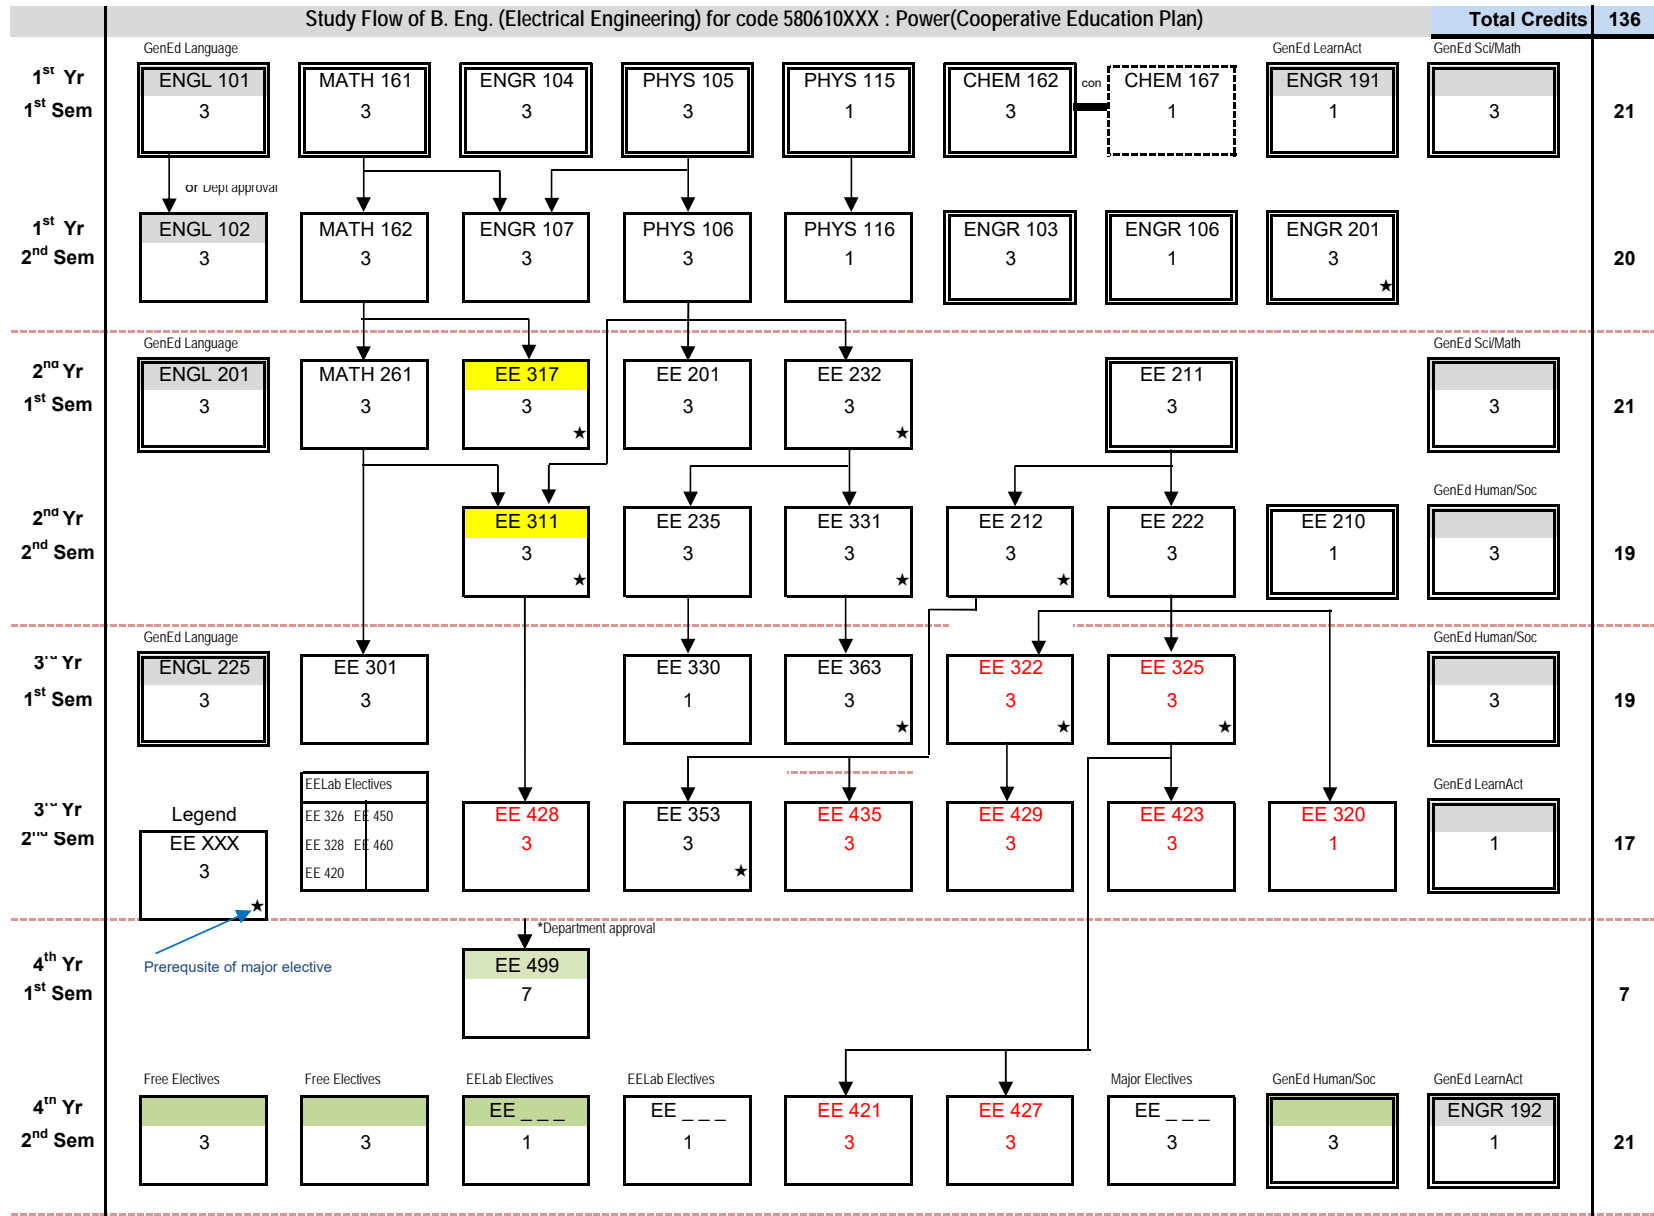 Study Flow of B. Eng. (Electrical Engineering) for code 580610XXX : Power(Cooperative Education Plan) Total Credits 136
GenEd Language GenEd LearnAct GenEd Sci/Math
1st Yr ENGL 101 MATH 161 ENGR 104 PHYS 105 PHYS 115 CHEM 162 con CHEM 167 ENGR 191
1st Sem 3 3 3 3 1 3 1 1 3 21
or Dept approval
1st Yr ENGL 102 MATH 162 ENGR 107 PHYS 106 PHYS 116 ENGR 103 ENGR 106 ENGR 201
2nd Sem 3 3 3 3 1 3 1 3 20
★
GenEd Language GenEd Sci/Math
2nd Yr ENGL 201 MATH 261 EE 317 EE 201 EE 232 EE 211
1st Sem 3 3 3 3 3 3 3 21
★ ★
GenEd Human/Soc
2nd Yr EE 311 EE 235 EE 331 EE 212 EE 222 EE 210
2nd Sem 3 3 3 3 3 1 3 19
★ ★ ★
GenEd Language GenEd Human/Soc
3rd Yr ENGL 225 EE 301 EE 330 EE 363 EE 322 EE 325
1st Sem 3 3 1 3 3 3 3 19
★ ★ ★
EELab Electives GenEd LearnAct
3rd Yr Legend EE 326 EE 450 EE 428 EE 353 EE 435 EE 429 EE 423 EE 320
2nd Sem EE XXX EE 328 EE 460 3 3 3 3 3 1 1 17
3 EE 420 ★
★
*Department approval
4th Yr Prerequsite of major elective EE 499
1st Sem 7 7
Free Electives Free Electives EELab Electives EELab Electives Major Electives GenEd Human/Soc GenEd LearnAct
4th Yr EE _ _ _ EE _ _ _ EE 421 EE 427 EE _ _ _ ENGR 192
2nd Sem 3 3 1 1 3 3 3 3 1 21